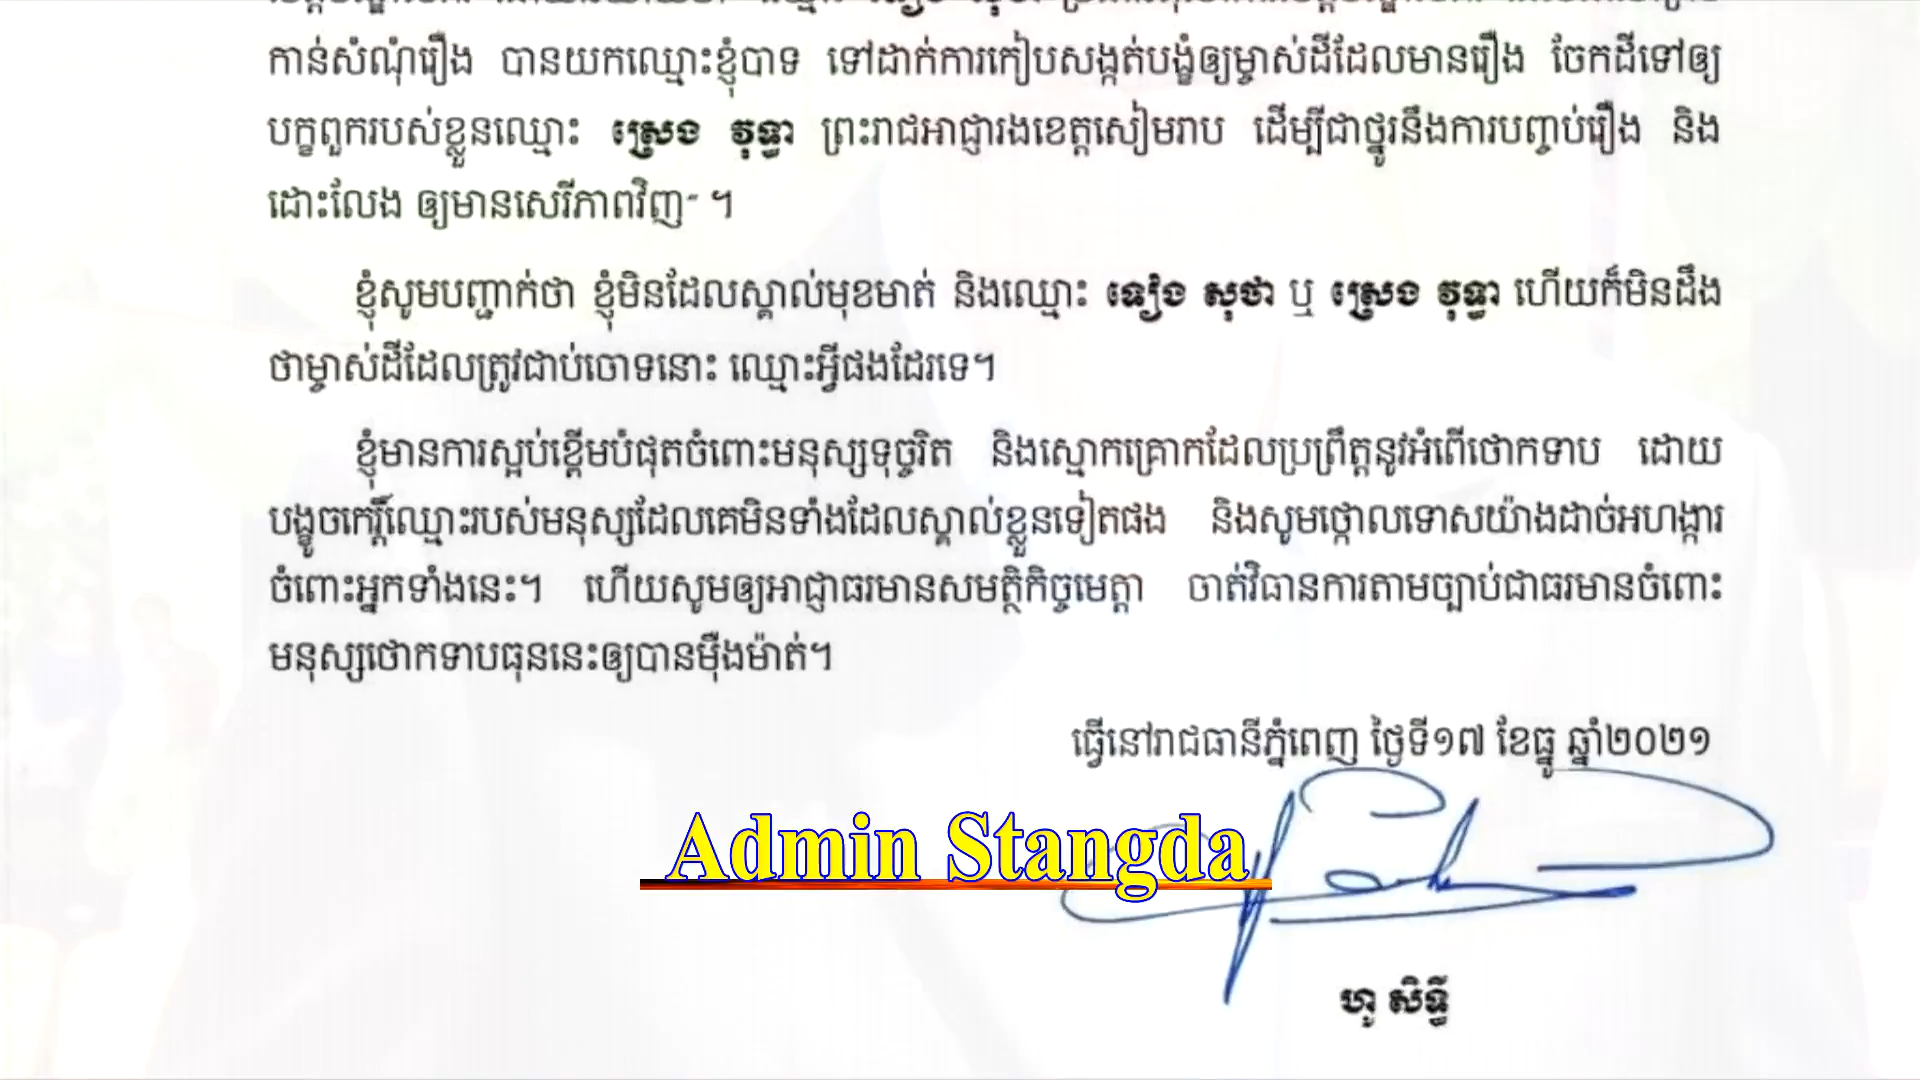 កាន់សំណុំរឿង បានយកឈ្មោះខ្ញុំបាទ ទៅដាក់ការកៀបសង្កត់បង្ខំឲ្យម្ចាស់ដីដែលមានរឿង ចែកដីទៅឲ្យ
បក្ខពួករបស់ខ្លួនឈ្មោះ ស្រេង វុទ្ធា ព្រះរាជអាជ្ញារងខេត្តសៀមរាប ដើម្បីជាថ្នូរនឹងការបញ្ចប់រឿង និង
ដោះលែង ឲ្យមានសេរីភាពវិញ" ។
ខ្ញុំសូមបញ្ជាក់ថា ខ្ញុំមិនដែលស្គាល់មុខមាត់ និងឈ្មោះ ទៀង សុថា ឬ ស្រេង វុទ្ធា ហើយក៏មិនដឹង
ថាម្ចាស់ដីដែលត្រូវជាប់ចោទនោះ ឈ្មោះអ្វីផងដែរទេ។
ខ្ញុំមានការស្អប់ខ្ពើមបំផុតចំពោះមនុស្សទុច្ចរិត និងស្មោកគ្រោកដែលប្រព្រឹត្តនូវអំពើថោកទាប ដោយ
បង្ខូចកេរ្តិ៍ឈ្មោះរបស់មនុស្សដែលគេមិនទាំងដែលស្គាល់ខ្លួនទៀតផង និងសូមថ្កោលទោសយ៉ាងដាច់អហង្ការ
ចំពោះអ្នកទាំងនេះ។ ហើយសូមឲ្យអាជ្ញាធរមានសមត្ថកិច្ចមេត្តា ចាត់វិធានការតាមច្បាប់ជាធរមានចំពោះ
មនុស្សថោកទាបធុននេះឲ្យបានម៉ឺងម៉ាត់។
ធ្វើនៅរាជធានីភ្នំពេញ ថ្ងៃទី១៧ ខែធ្នូ ឆ្នាំ២០២១
Admin Stangda
ហូ សិទ្ធី